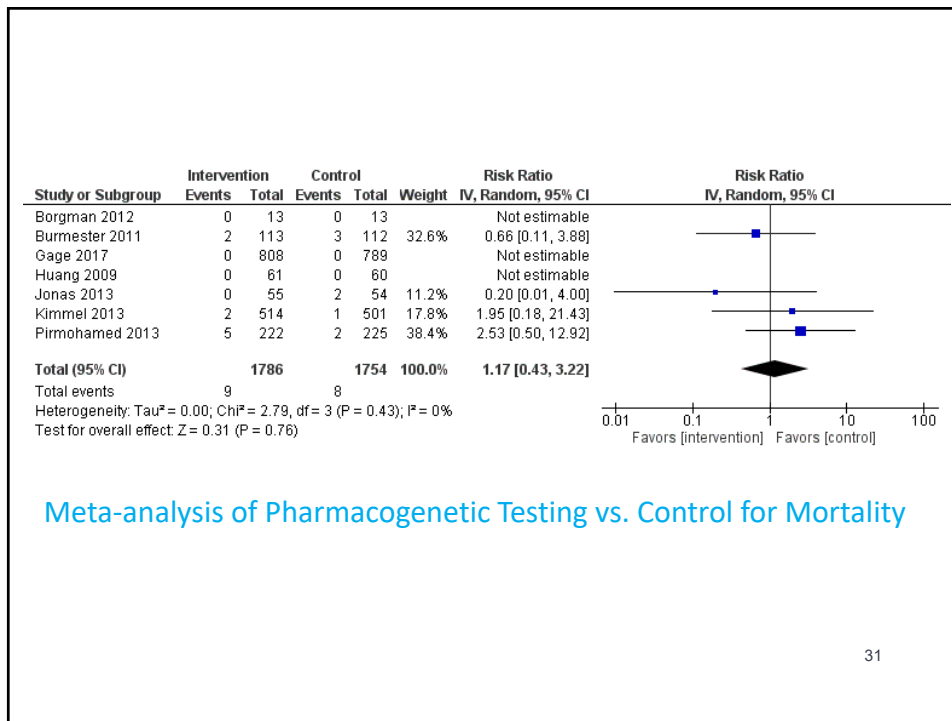 Intervention Control Risk Ratio Risk Ratio
Study or Subgroup Events Total Events Total Weight IV, Random, 95% CI IV, Random, 95% CI
Borgman 2012 0 13 0 13 Not estimable
Burmester 2011 2 113 3 112 32.6% 0.66 [0.11, 3.88]
Gage 2017 0 808 0 789 Not estimable
Huang 2009 0 61 0 60 Not estimable
Jonas 2013 0 55 2 54 11.2% 0.20 [0.01, 4.00]
Kimmel 2013 2 514 1 501 17.8% 1.95 [0.18, 21.43]
Pirmohamed 2013 5 222 2 225 38.4% 2.53 [0.50, 12.92]
Total (95% CI) 1786 1754 100.0% 1.17 [0.43, 3.22]
Total events 9 8
Heterogeneity: Tau² = 0.00; Chi² = 2.79, df = 3 (P = 0.43); I² = 0%
Test for overall effect: Z = 0.31 (P = 0.76)
0.01 0.1 1 10 100
Favors [intervention] Favors [control]
Meta-analysis of Pharmacogenetic Testing vs. Control for Mortality
31